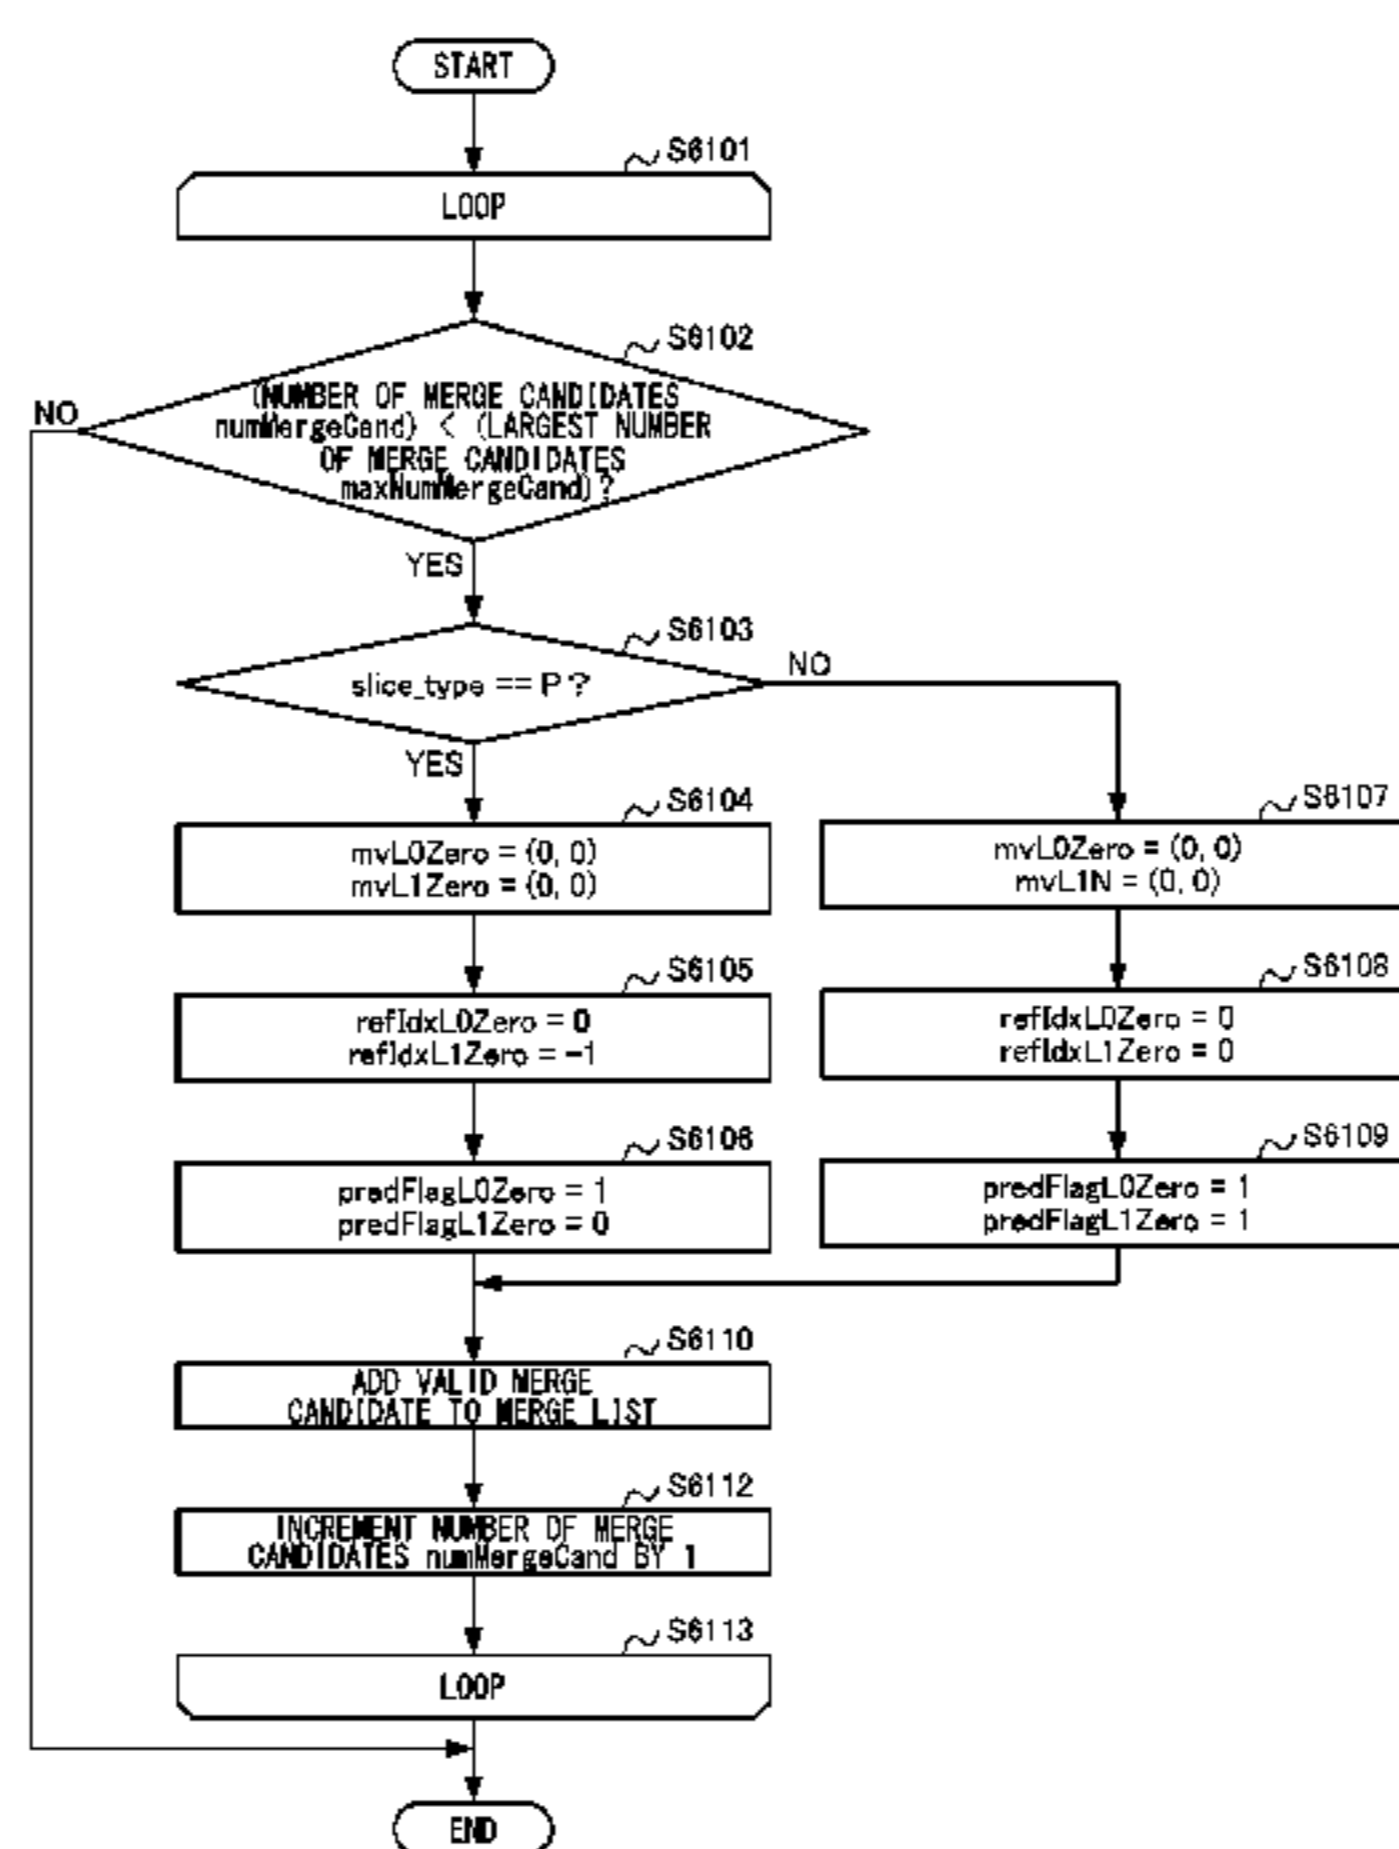 START
S6101
LOOP
S6102
(NUMBER OF MERGE CANDIDATES
numMergeCand) < (LARGEST NUMBER
OF MERGE CANDIDATES
maxNumMergeCand)?
NO
YES
S6103
slice_type == P ?
NO
YES
S6104
mvL0Zero = (0, 0)
mvL1Zero = (0, 0)
S6107
mvL0Zero = (0, 0)
mvL1N = (0, 0)
S6105
refIdxL0Zero = 0
refIdxL1Zero = -1
S6108
refIdxL0Zero = 0
refIdxL1Zero = 0
S6106
predFlagL0Zero = 1
predFlagL1Zero = 0
S6109
predFlagL0Zero = 1
predFlagL1Zero = 1
S6110
ADD VALID MERGE
CANDIDATE TO MERGE LIST
S6112
INCREMENT NUMBER OF MERGE
CANDIDATES numMergeCand BY 1
S6113
LOOP
END